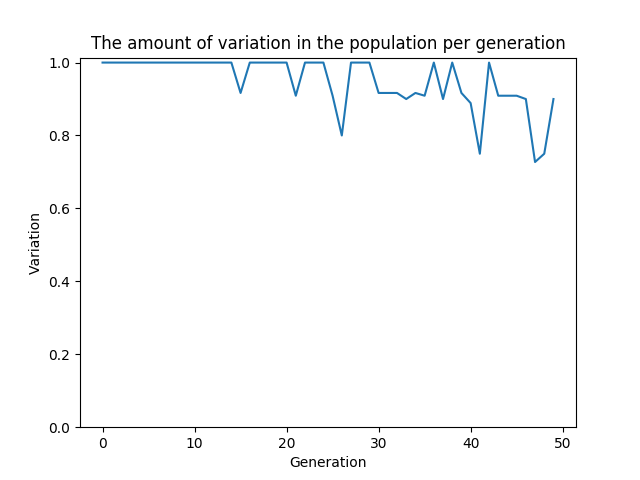 The amount of variation in the population per generation
1.0
0.8
0.6
0.4
0.2
0.0
Variation
0 10 20 30 40 50
Generation